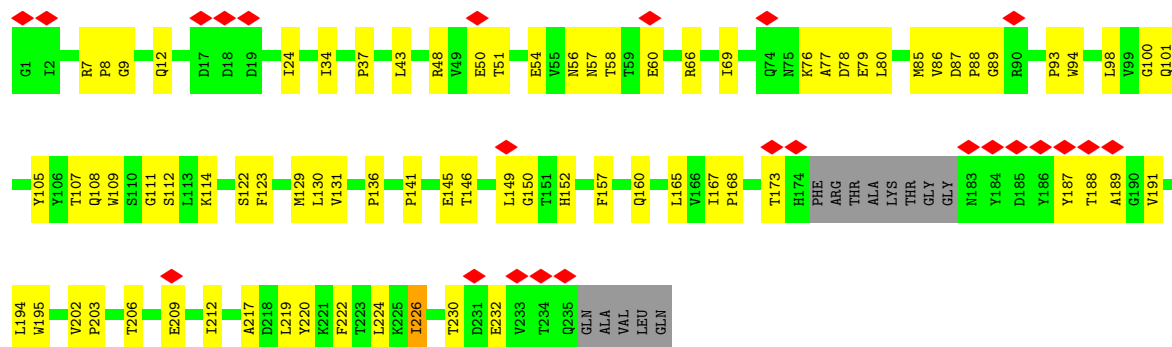 G1 I2 R7 P8 G9 Q12 D17 D18 D19 I24 I34 P37 L43 R48 V49 E50 T51 E54 V55 N56 N57 T58 T59 E60 R66 I69 Q74 N75 K76 A77 D78 E79 L80 M85 V86 D87 P88 G89 R90 P93 W94 L98 V99 G100 Q101
Y105 Y106 T107 Q108 W109 S110 G111 S112 L113 K114 S122 F123 M129 L130 V131 P136 P141 E145 T146 L149 G150 T151 H152 F157 Q160 L165 V166 I167 P168 T173 H174 PHE ARG THR ALA LYS THR GLY GLY N183 Y184 D185 Y186 Y187 T188 A189 G190 V191
L194 W195 V202 P203 T206 E209 I212 A217 D218 L219 Y220 K221 F222 T223 L224 K225 I226 T230 D231 E232 V233 T234 Q235 GLN ALA VAL LEU GLN